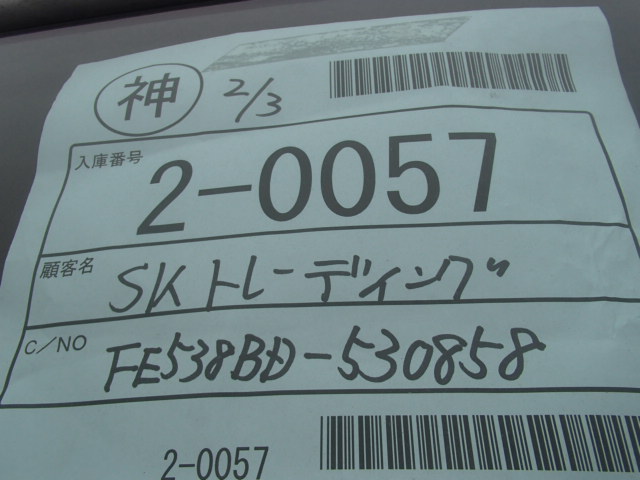 神 2/3
入庫番号 2-0057
顧客名 SKトレーディング
C/NO FE538BD-530858
2-0057